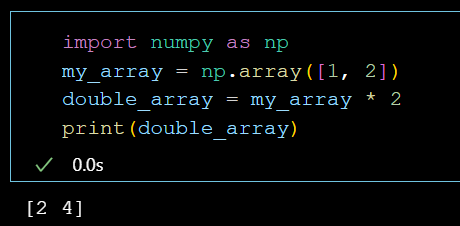 import numpy as np
my_array = np.array([1, 2])
double_array = my_array * 2
print(double_array)
0.0s
[2 4]